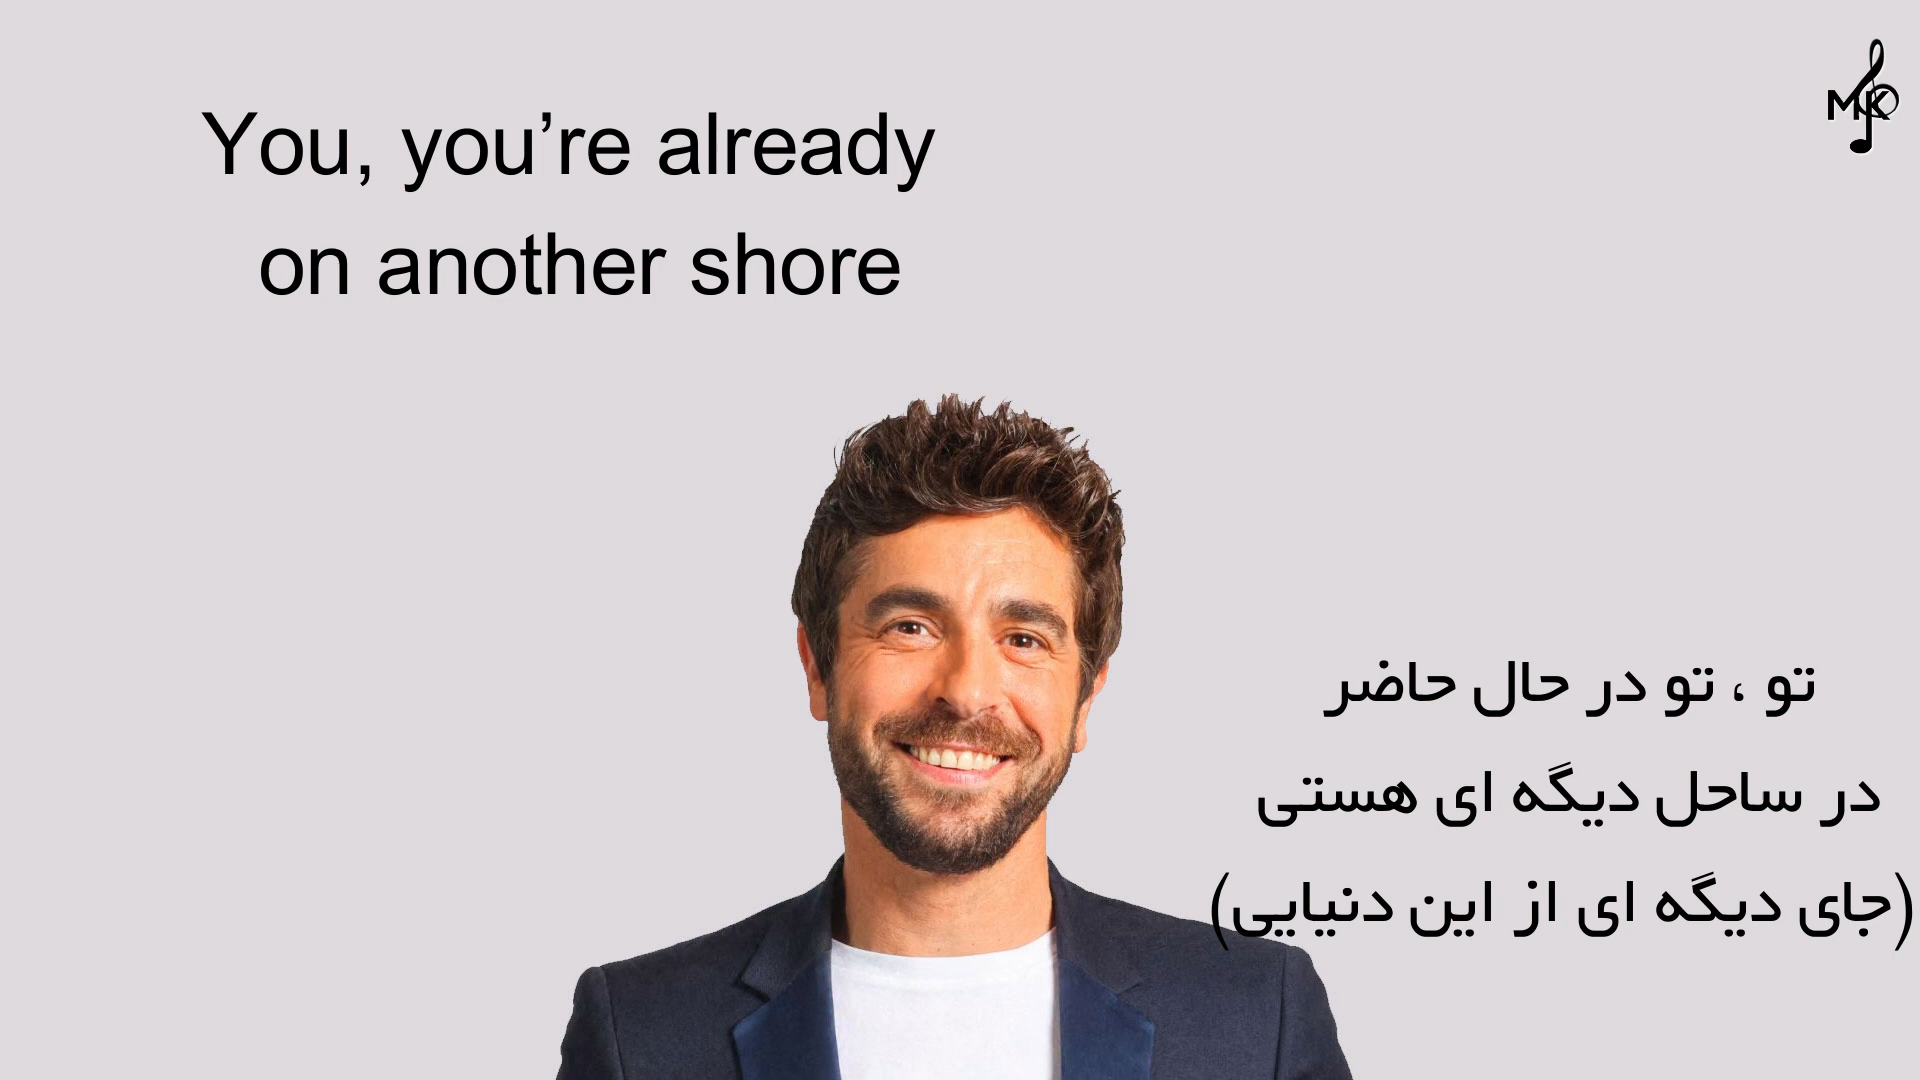 You, you’re already
on another shore
MK
تو ، تو در حال حاضر
در ساحل دیگه ای هستی
(جای دیگه ای از این دنیایی)